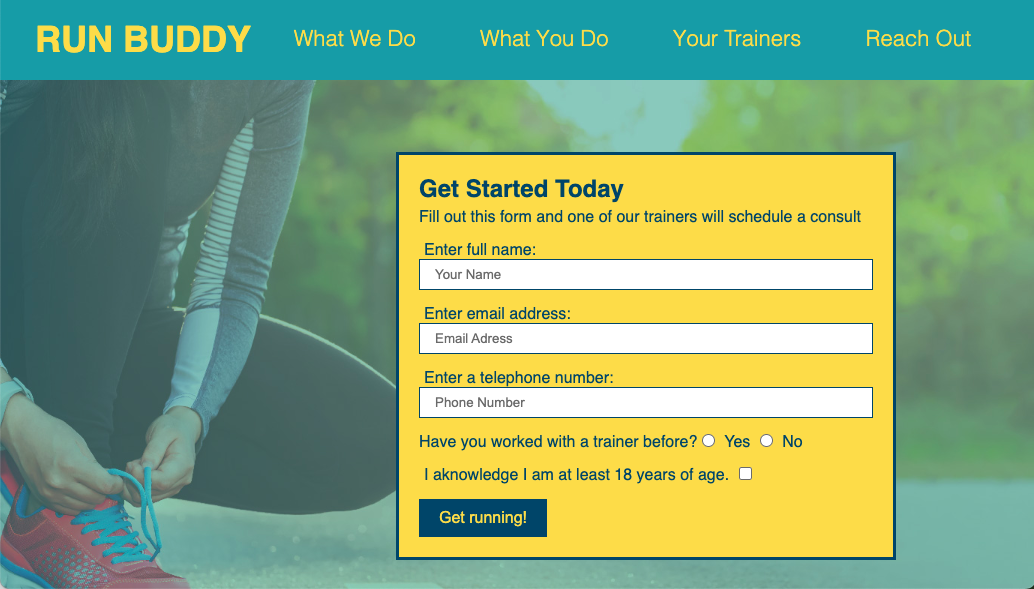 RUN BUDDY What We Do What You Do Your Trainers Reach Out
Get Started Today
Fill out this form and one of our trainers will schedule a consult
Enter full name:
Your Name
Enter email address:
Email Adress
Enter a telephone number:
Phone Number
Have you worked with a trainer before? Yes No
I aknowledge I am at least 18 years of age.
Get running!